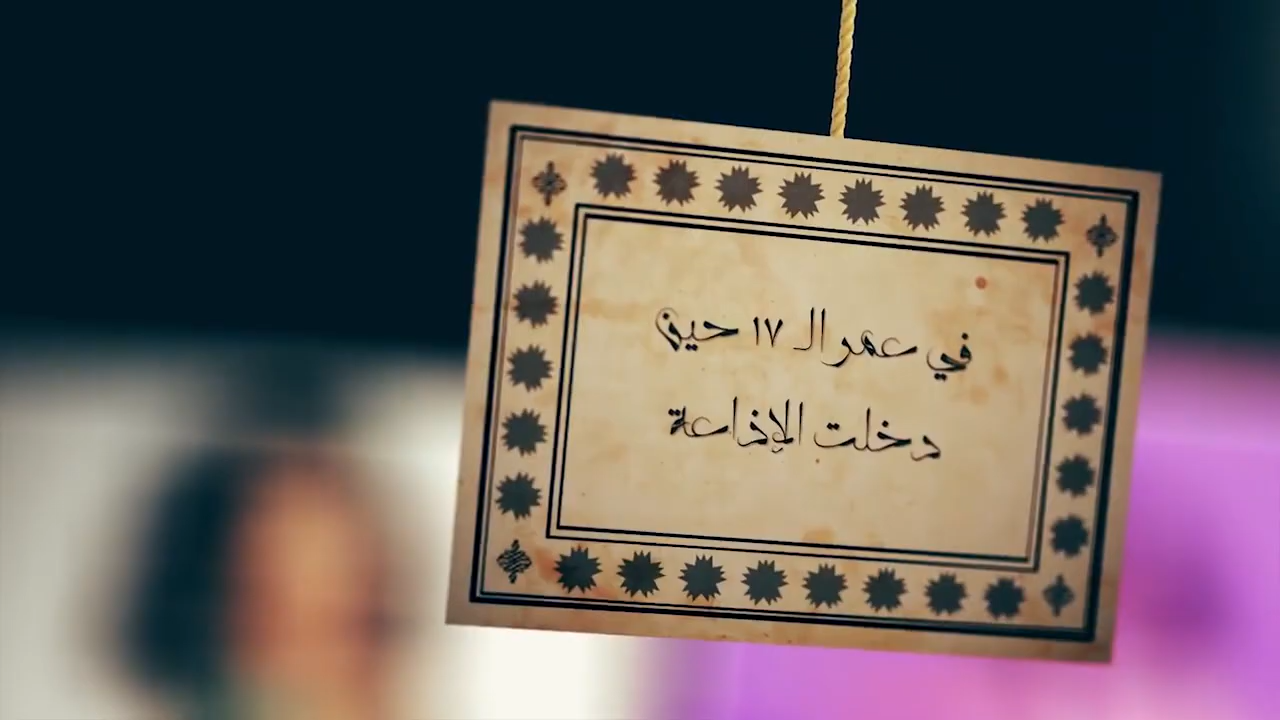 في عمر الـ ١٧ حين
دخلت الإذاعة